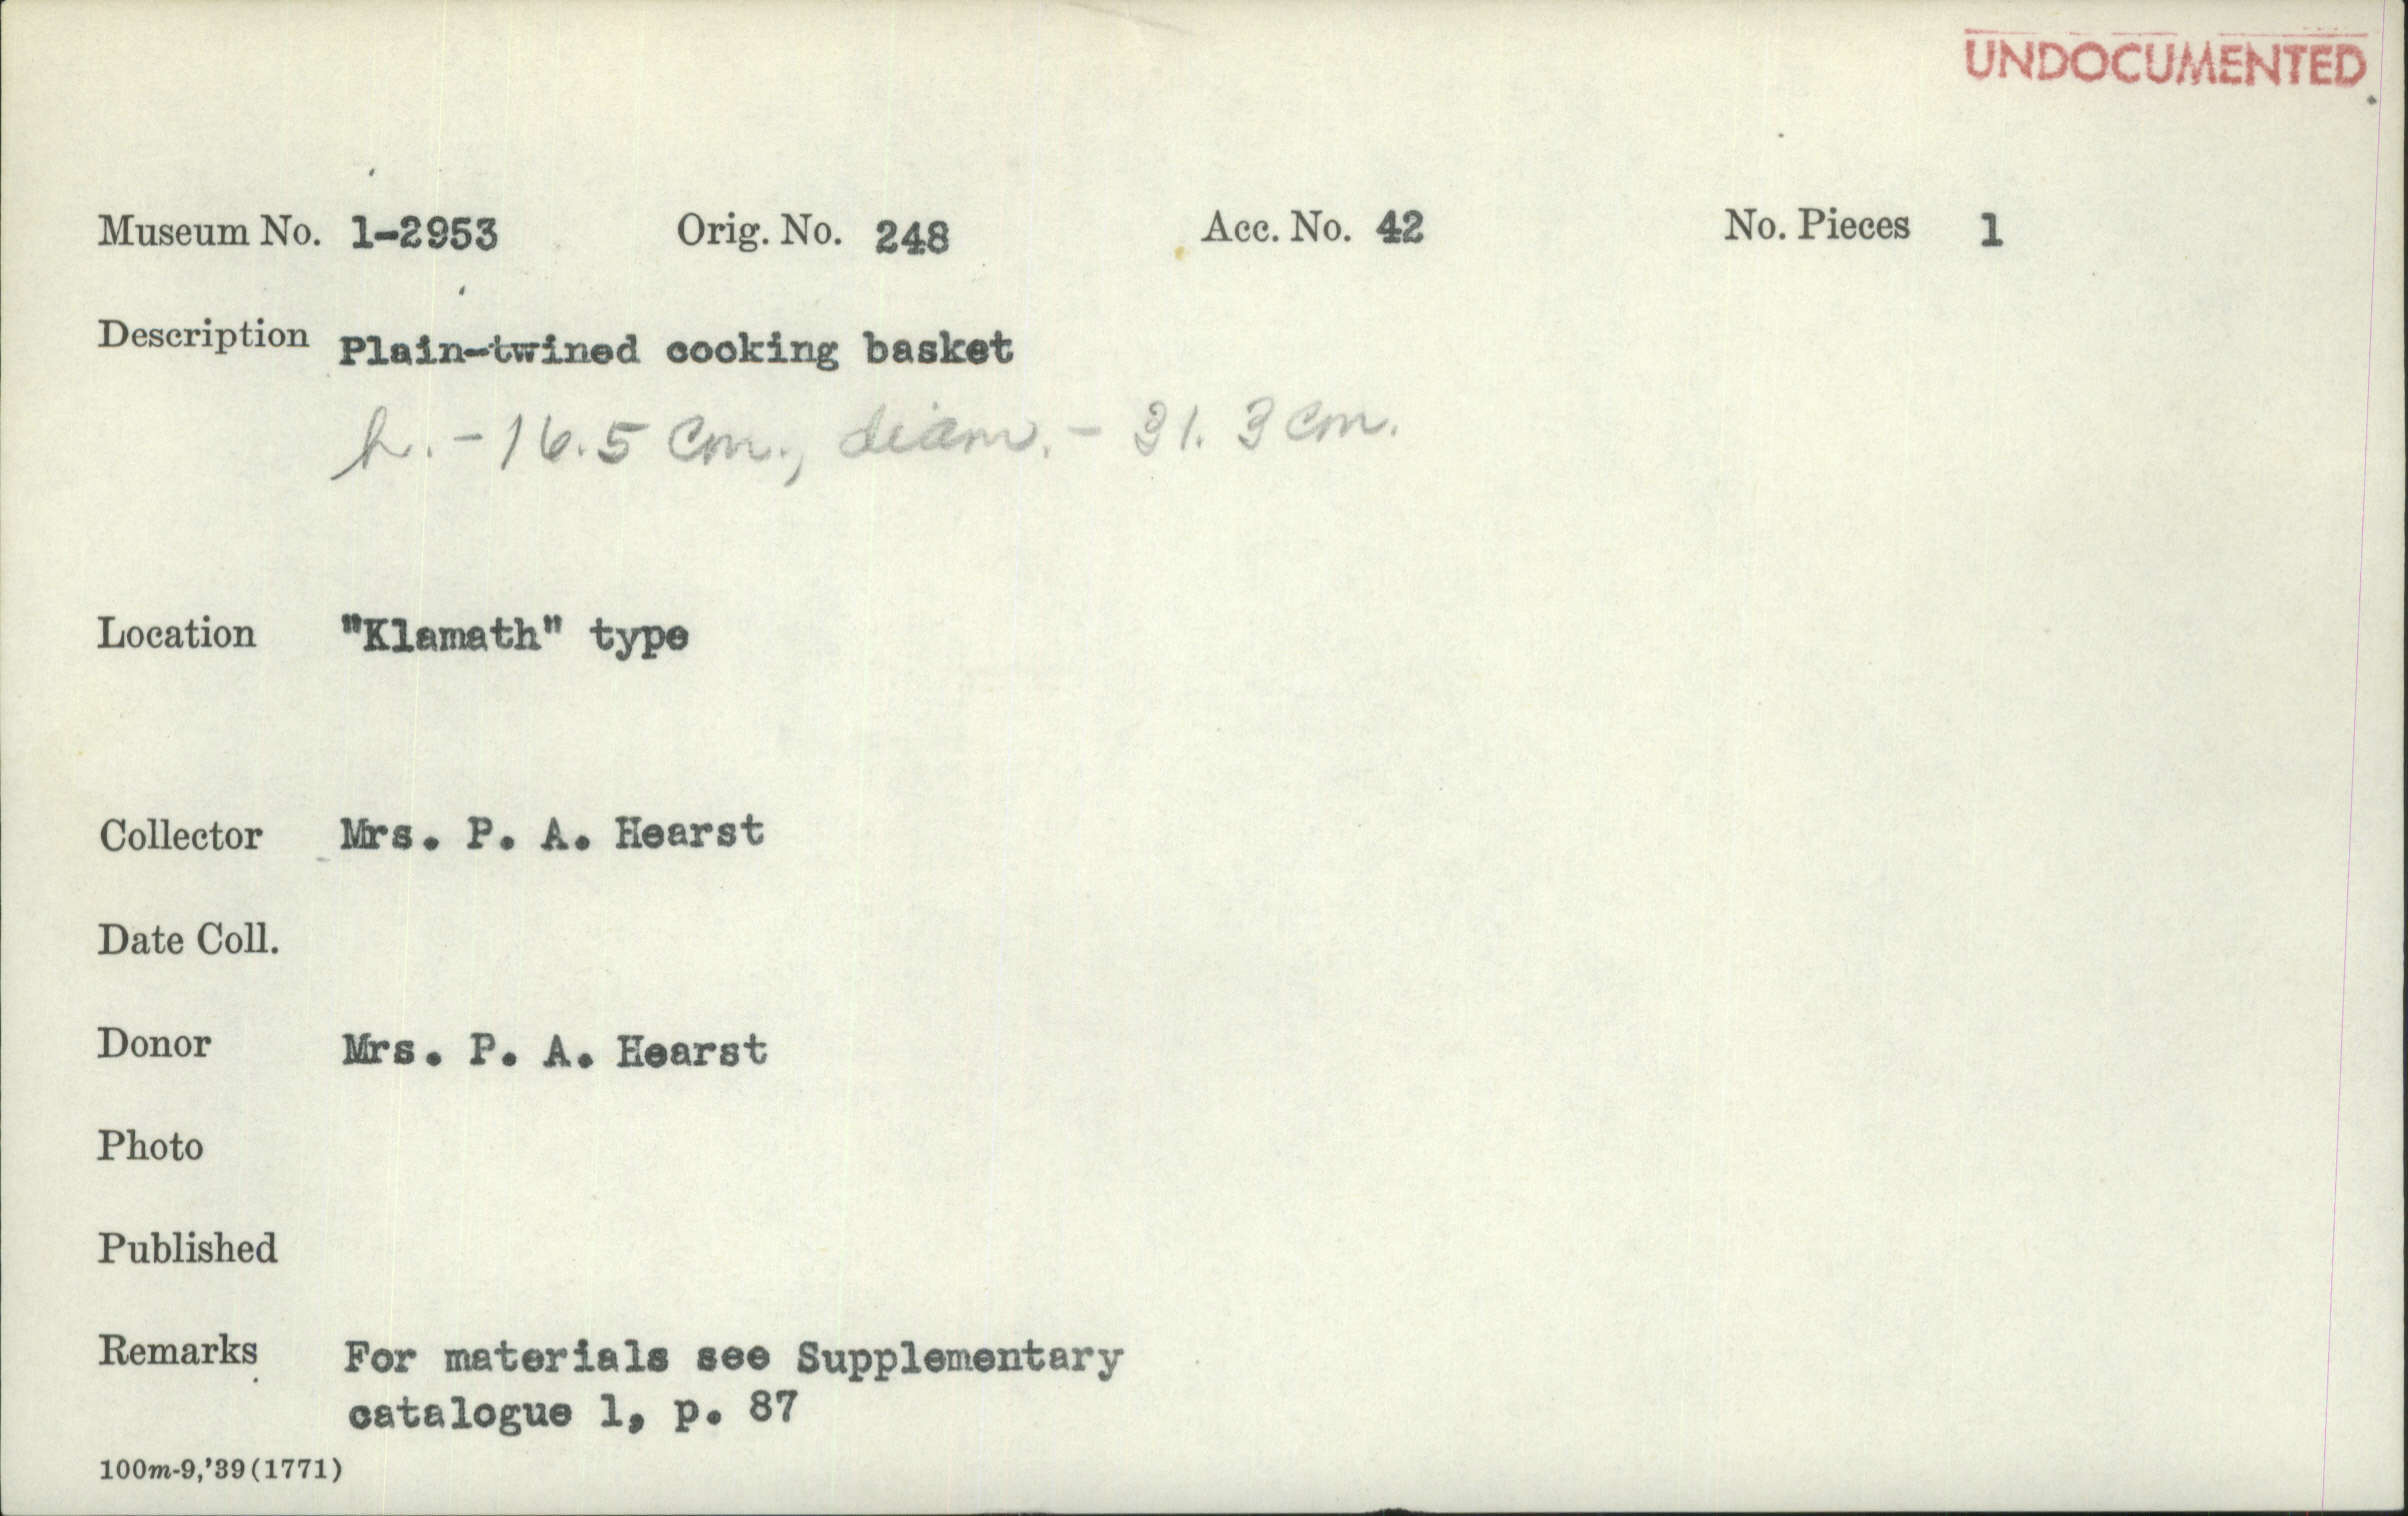 UNDOCUMENTED
Museum No. 1-2953 Orig. No. 248 Acc. No. 42 No. Pieces 1
Description Plain-twined cooking basket
h. - 16.5 cm., diam. - 31.3 cm.
Location "Klamath" type
Collector Mrs. P. A. Hearst
Date Coll.
Donor Mrs. P. A. Hearst
Photo
Published
Remarks For materials see Supplementary
catalogue 1, p. 87
100m-9,'39(1771)